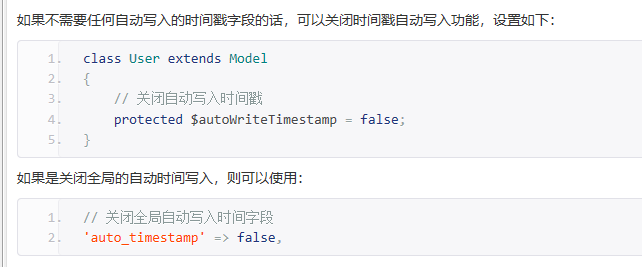 如果不需要任何自动写入的时间戳字段的话，可以关闭时间戳自动写入功能，设置如下：
1. class User extends Model
2. {
3.     // 关闭自动写入时间戳
4.     protected $autoWriteTimestamp = false;
5. }
如果是关闭全局的自动时间写入，则可以使用：
1. // 关闭全局自动写入时间字段
2. 'auto_timestamp' => false,